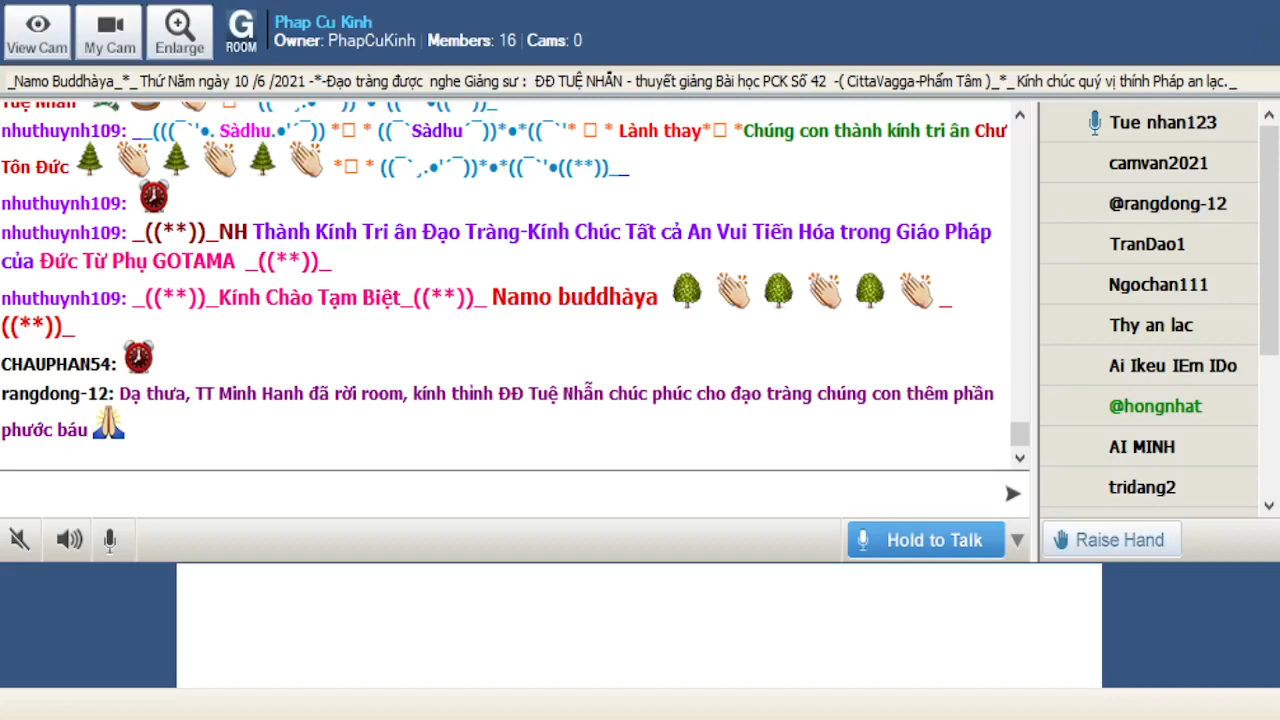 View Cam
My Cam
Enlarge
G ROOM
Phap Cu Kinh
Owner: PhapCuKinh | Members: 16 | Cams: 0
_Namo Buddhàya_*_ Thứ Năm ngày 10 /6 /2021 -*-Đạo tràng được nghe Giảng sư : ĐĐ TUỆ NHẪN - thuyết giảng Bài học PCK Số 42 -( CittaVagga-Phẩm Tâm )_*_ Kính chúc quý vị thính Pháp an lạc._
nhuthuynh109: __(((¯`'•. Sàdhu.•'´¯)) *□ * ((¯`Sàdhu´¯))*•*((¯`'* □ * Lành thay*□ *Chúng con thành kính tri ân Chư
Tôn Đức *□ * ((¯`¸.•'´¯))*•*((¯`'•((**))__
nhuthuynh109:
nhuthuynh109: _((**))_NH Thành Kính Tri ân Đạo Tràng-Kính Chúc Tất cả An Vui Tiến Hóa trong Giáo Pháp
của Đức Từ Phụ GOTAMA _((**))_
nhuthuynh109: _((**))_Kính Chào Tạm Biệt_((**))_ Namo buddhàya _
((**))_
CHAUPHAN54:
rangdong-12: Dạ thưa, TT Minh Hanh đã rời room, kính thỉnh ĐĐ Tuệ Nhẫn chúc phúc cho đạo tràng chúng con thêm phần
phước báu
Tue nhan123
camvan2021
@rangdong-12
TranDao1
Ngochan111
Thy an lac
Ai Ikeu IEm IDo
@hongnhat
AI MINH
tridang2
Hold to Talk
Raise Hand